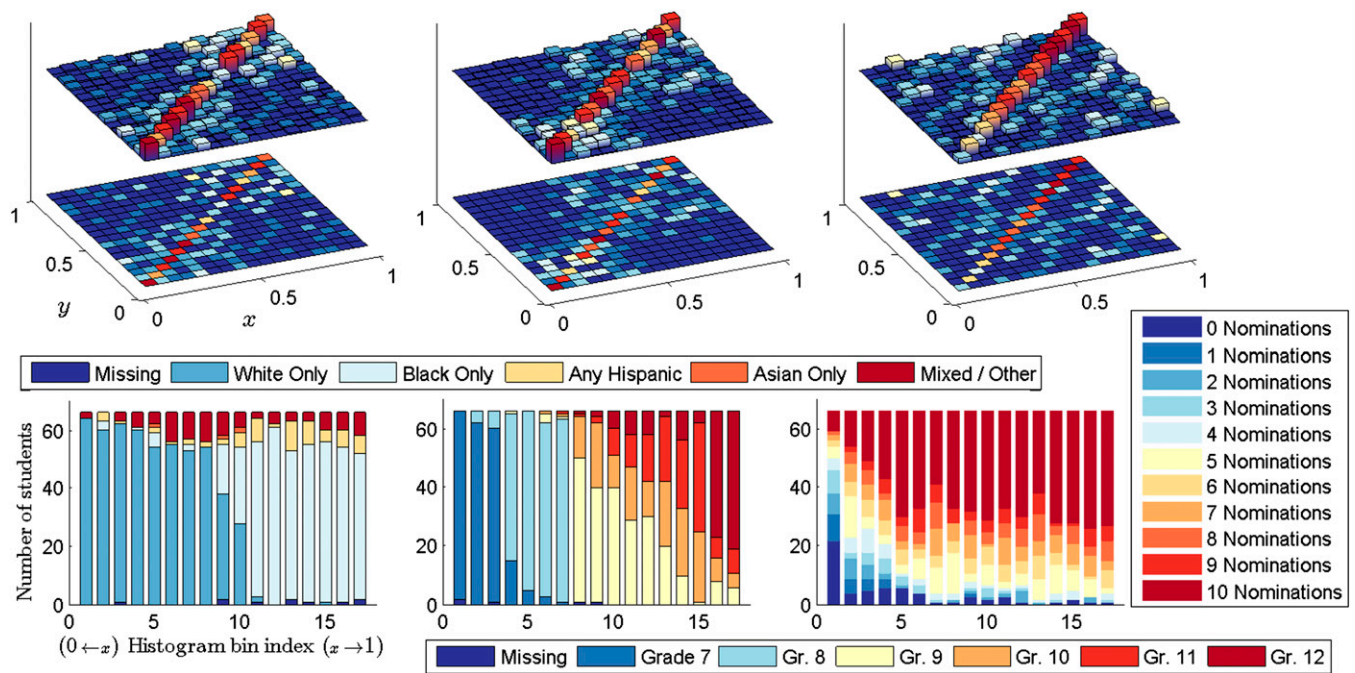 1
1
1
0.5
0.5
0.5
1
1
1
y
0
0.5
0
0.5
0
0.5
0
x
0
0
0 Nominations
1 Nominations
2 Nominations
3 Nominations
4 Nominations
5 Nominations
6 Nominations
7 Nominations
8 Nominations
9 Nominations
10 Nominations
Missing White Only Black Only Any Hispanic Asian Only Mixed / Other
Number of students
60
40
20
0
5 10 15
(0←x) Histogram bin index (x→1)
60
40
20
0
5 10 15
60
40
20
0
5 10 15
Missing Grade 7 Gr. 8 Gr. 9 Gr. 10 Gr. 11 Gr. 12